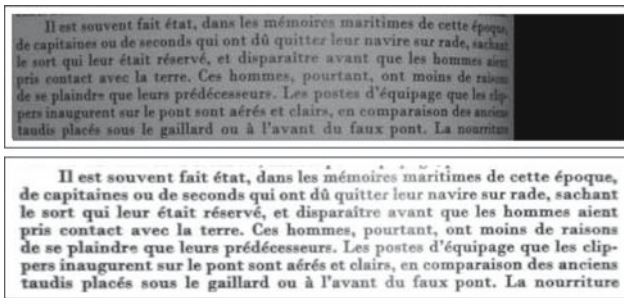 Il est souvent fait état, dans les mémoires maritimes de cette époque,
de capitaines ou de seconds qui ont dû quitter leur navire sur rade, sachant
le sort qui leur était réservé, et disparaître avant que les hommes aient
pris contact avec la terre. Ces hommes, pourtant, ont moins de raisons
de se plaindre que leurs prédécesseurs. Les postes d'équipage que les clip-
pers inaugurent sur le pont sont aérés et clairs, en comparaison des anciens
taudis placés sous le gaillard ou à l'avant du faux pont. La nourriture
Il est souvent fait état, dans les mémoires maritimes de cette époque,
de capitaines ou de seconds qui ont dû quitter leur navire sur rade, sachant
le sort qui leur était réservé, et disparaître avant que les hommes aient
pris contact avec la terre. Ces hommes, pourtant, ont moins de raisons
de se plaindre que leurs prédécesseurs. Les postes d'équipage que les clip-
pers inaugurent sur le pont sont aérés et clairs, en comparaison des anciens
taudis placés sous le gaillard ou à l'avant du faux pont. La nourriture